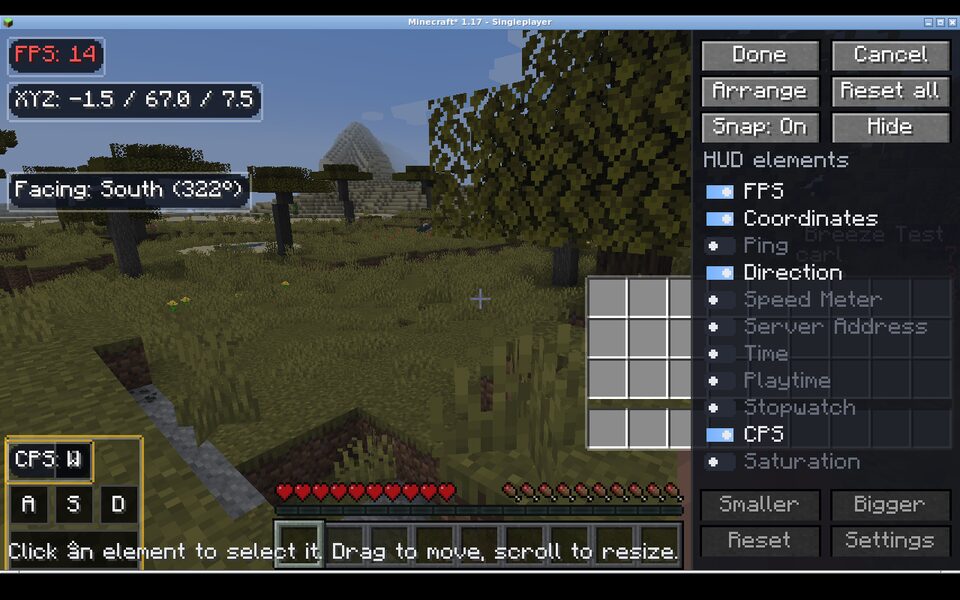 Minecraft* 1.17 - Singleplayer
FPS: 14
XYZ: -1.5 / 67.0 / 7.5
Facing: South (322°)
Done
Cancel
Arrange
Reset all
Snap: On
Hide
HUD elements
FPS
Coordinates
Ping
Breeze Test
Direction
Speed Meter
Server Address
Time
Playtime
Stopwatch
CPS
Saturation
Smaller
Bigger
Reset
Settings
CPS W
A S D
Click an element to select it. Drag to move, scroll to resize.